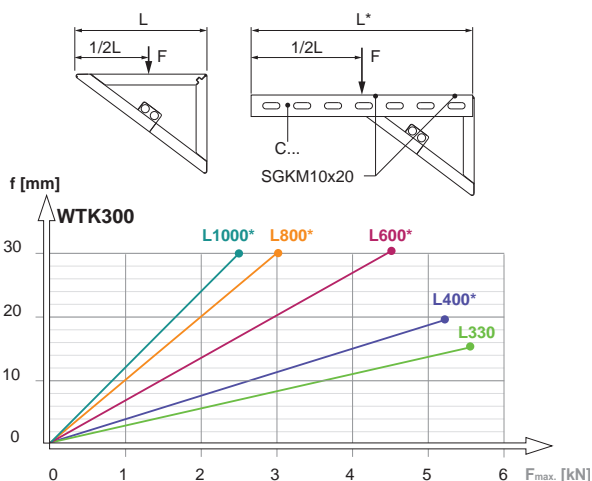 L
1/2L
F
L*
1/2L
F
C...
SGKM10x20
f [mm]
WTK300
L1000*
L800*
L600*
L400*
L330
30
20
10
0
0 1 2 3 4 5 6 Fmax. [kN]